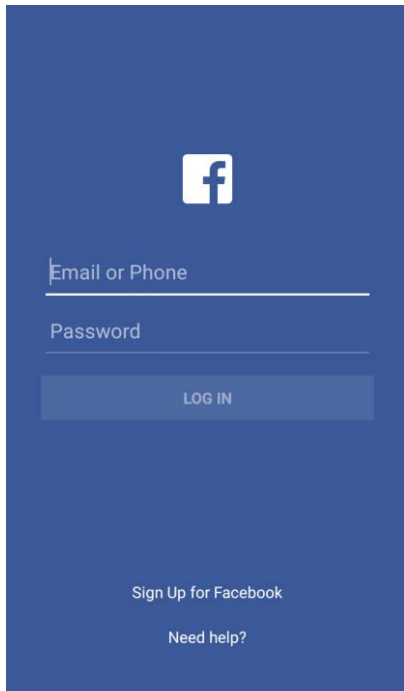 Email or Phone
Password
LOG IN
Sign Up for Facebook
Need help?